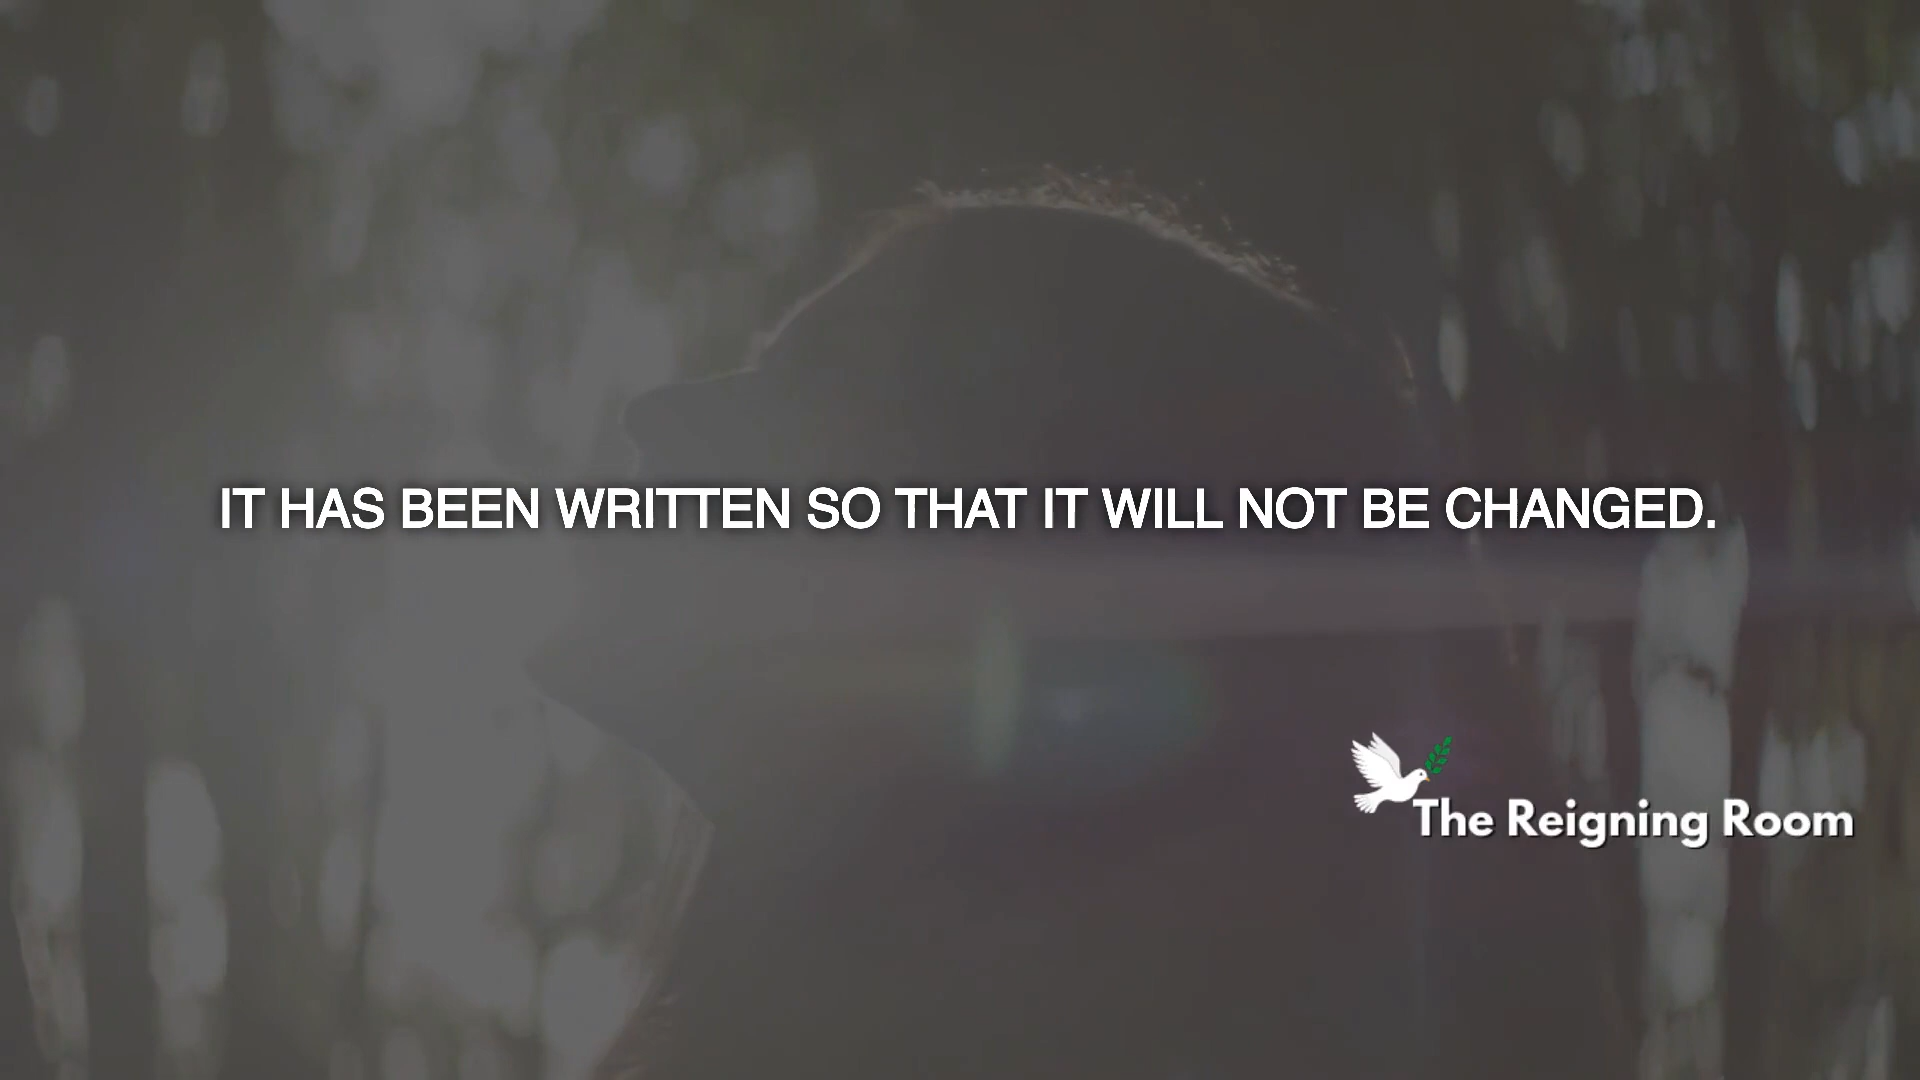 IT HAS BEEN WRITTEN SO THAT IT WILL NOT BE CHANGED.
The Reigning Room